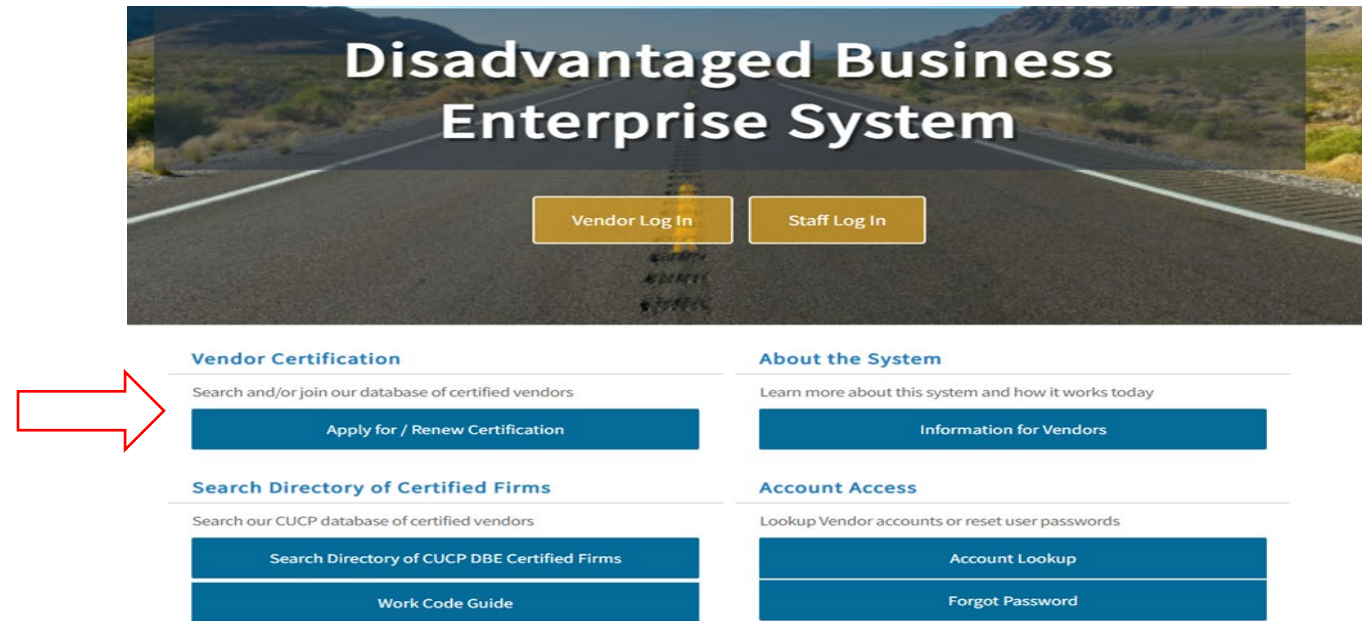 Disadvantaged Business
Enterprise System
Vendor Log In
Staff Log In
Vendor Certification
Search and/or join our database of certified vendors
Apply for / Renew Certification
About the System
Learn more about this system and how it works today
Information for Vendors
Search Directory of Certified Firms
Search our CUCP database of certified vendors
Search Directory of CUCP DBE Certified Firms
Work Code Guide
Account Access
Lookup Vendor accounts or reset user passwords
Account Lookup
Forgot Password